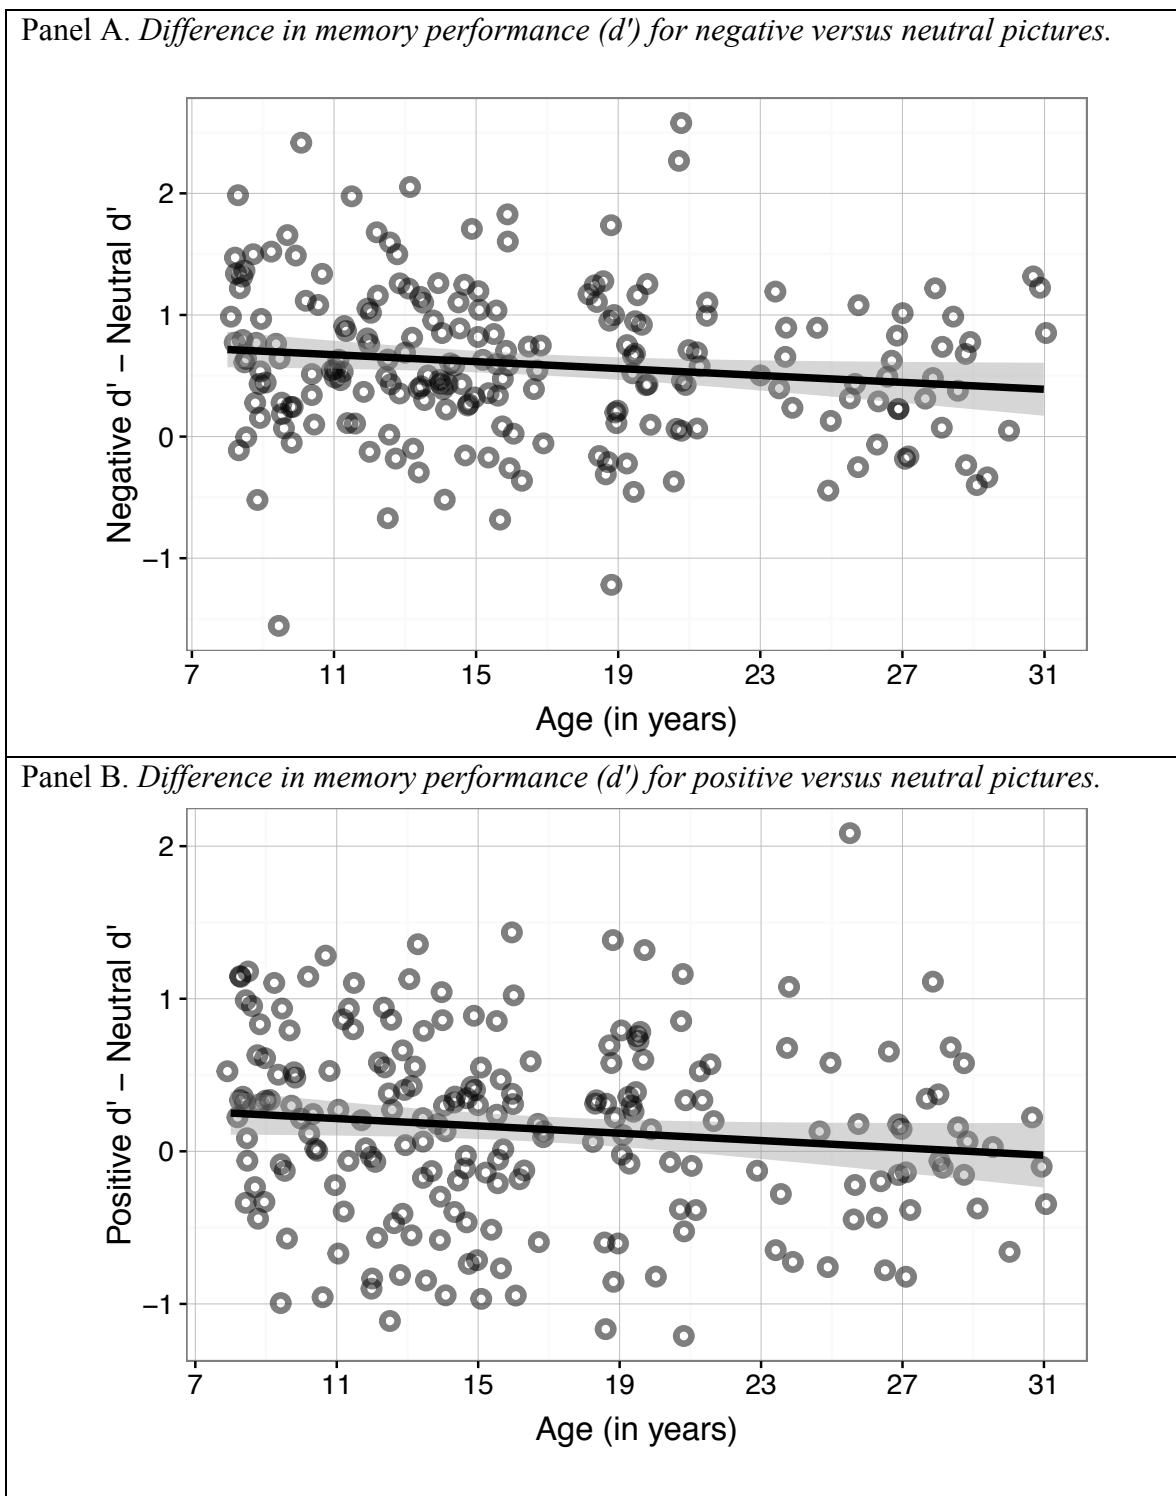 Panel A. Difference in memory performance (d') for negative versus neutral pictures.
2
1
0
−1
Negative d' − Neutral d'
7 11 15 19 23 27 31
Age (in years)
Panel B. Difference in memory performance (d') for positive versus neutral pictures.
2
1
0
−1
Positive d' − Neutral d'
7 11 15 19 23 27 31
Age (in years)